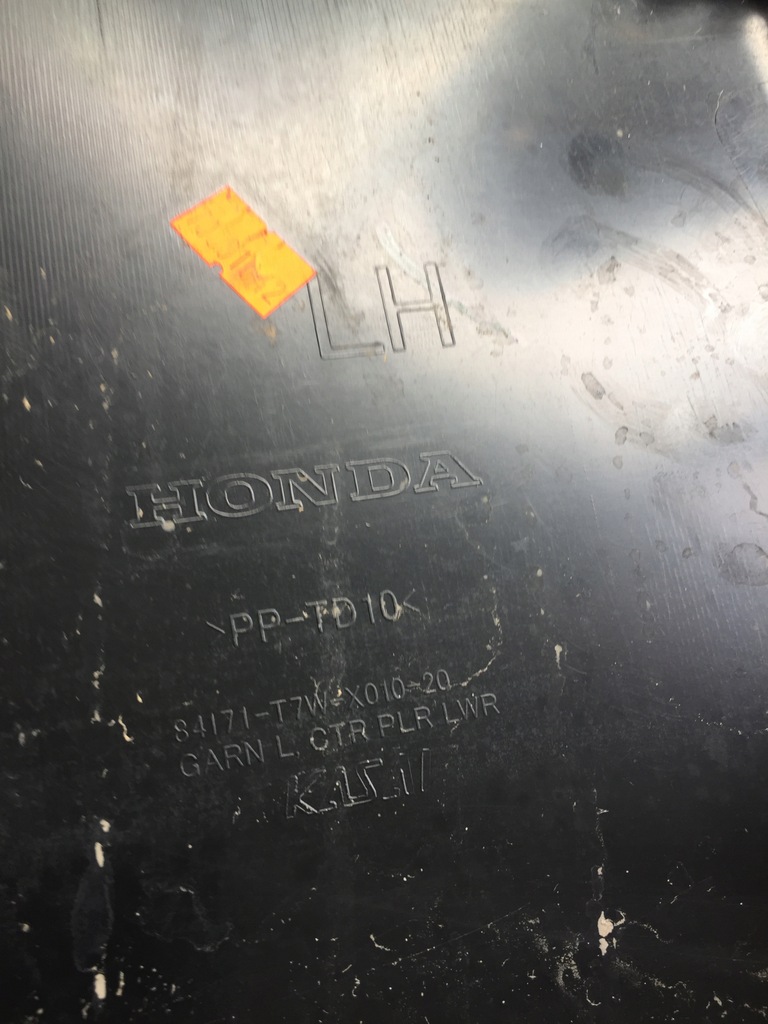 LH
HONDA
>PP-TD10<
84171-T7W-X010-20
GARN L, CTR PLR LWR